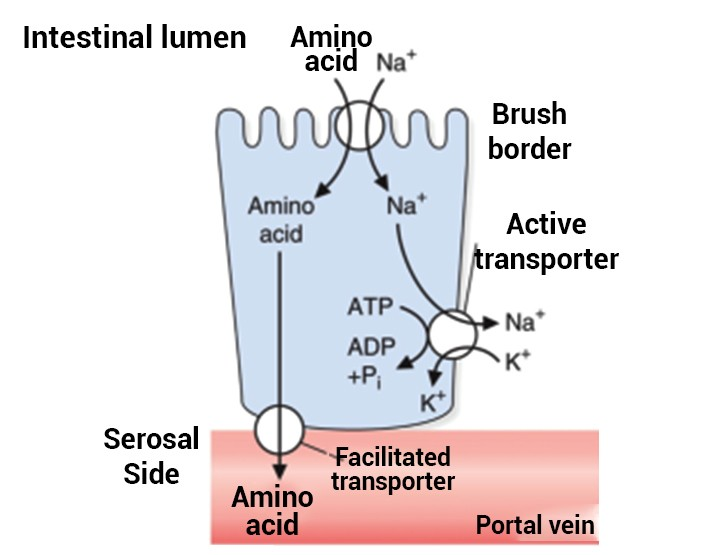 Intestinal lumen
Amino
acid
Na⁺
Brush
border
Amino
acid
Na⁺
Active
transporter
ATP
ADP
+Pᵢ
Na⁺
K⁺
K⁺
Serosal
Side
Facilitated
transporter
Amino
acid
Portal vein